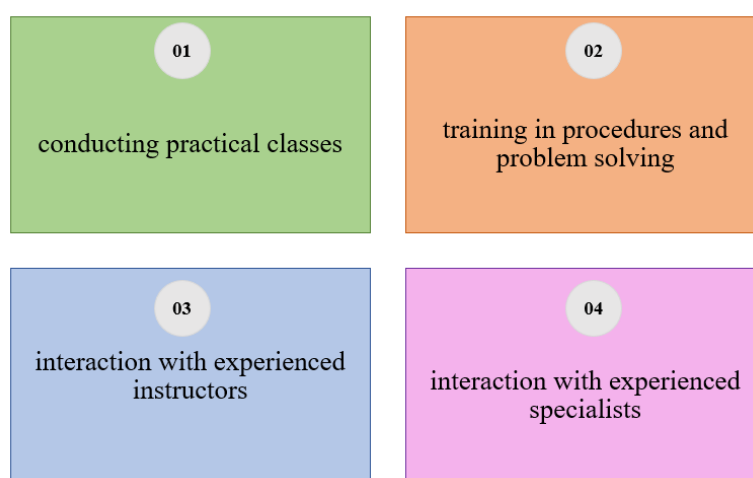 01
conducting practical classes
02
training in procedures and
problem solving
03
interaction with experienced
instructors
04
interaction with experienced
specialists